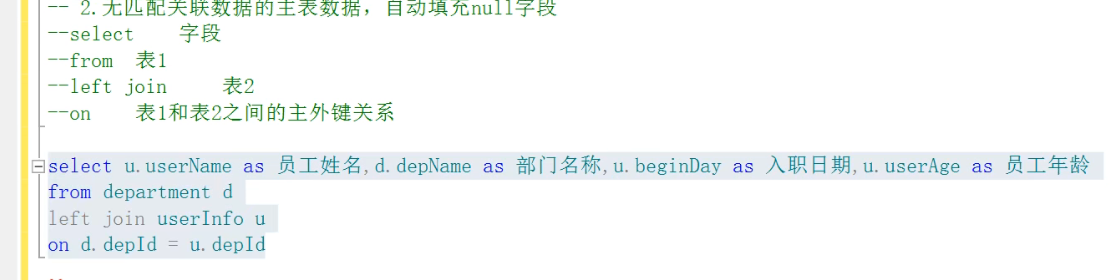 -- 2.无匹配关联数据的主表数据，自动填充null字段
--select    字段
--from  表1
--left join     表2
--on    表1和表2之间的主外键关系
select u.userName as 员工姓名,d.depName as 部门名称,u.beginDay as 入职日期,u.userAge as 员工年龄
from department d
left join userInfo u
on d.depId = u.depId